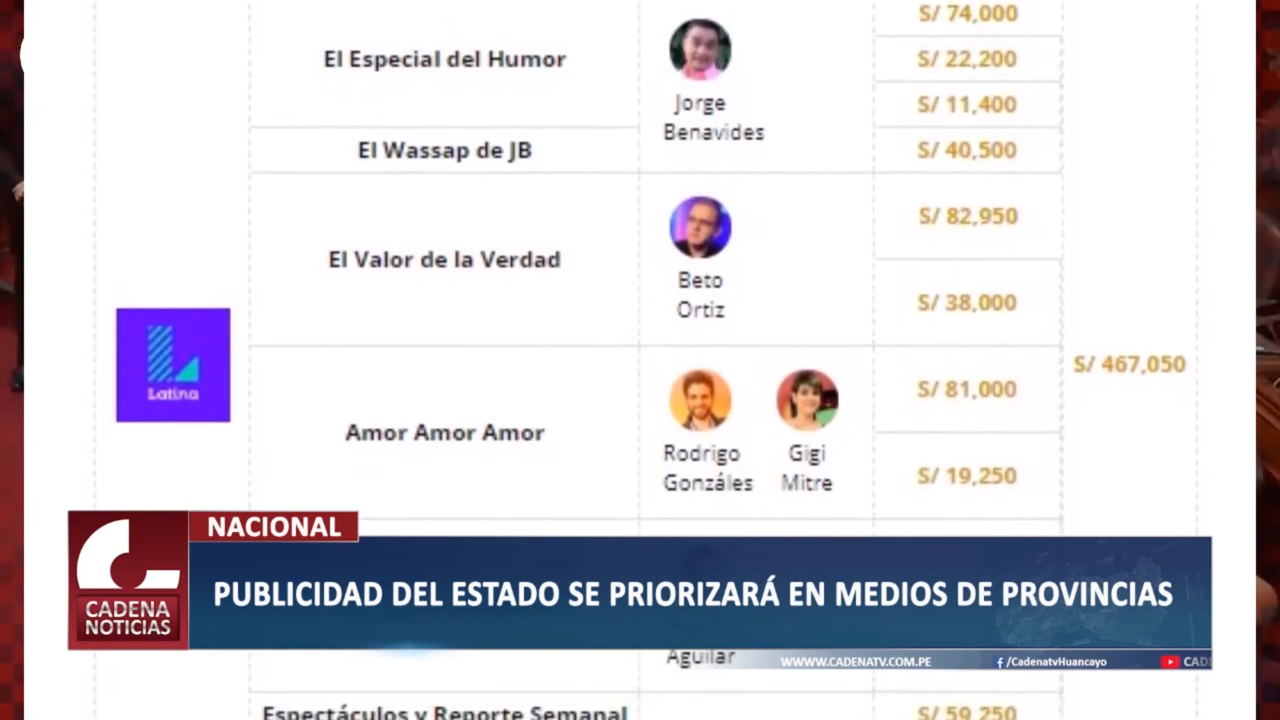 S/ 74,000
El Especial del Humor
S/ 22,200
Jorge
Benavides
S/ 11,400
El Wassap de JB
S/ 40,500
El Valor de la Verdad
Beto
Ortiz
S/ 82,950
S/ 38,000
Latina
S/ 467,050
Amor Amor Amor
Rodrigo
Gonzáles
Gigi
Mitre
S/ 81,000
S/ 19,250
NACIONAL
PUBLICIDAD DEL ESTADO SE PRIORIZARÁ EN MEDIOS DE PROVINCIAS
CADENA
NOTICIAS
Aguilar
WWWW.CADENATV.COM.PE
f/CadenatvHuancayo
CAD
Espectáculos y Reporte Semanal
S/ 59,250